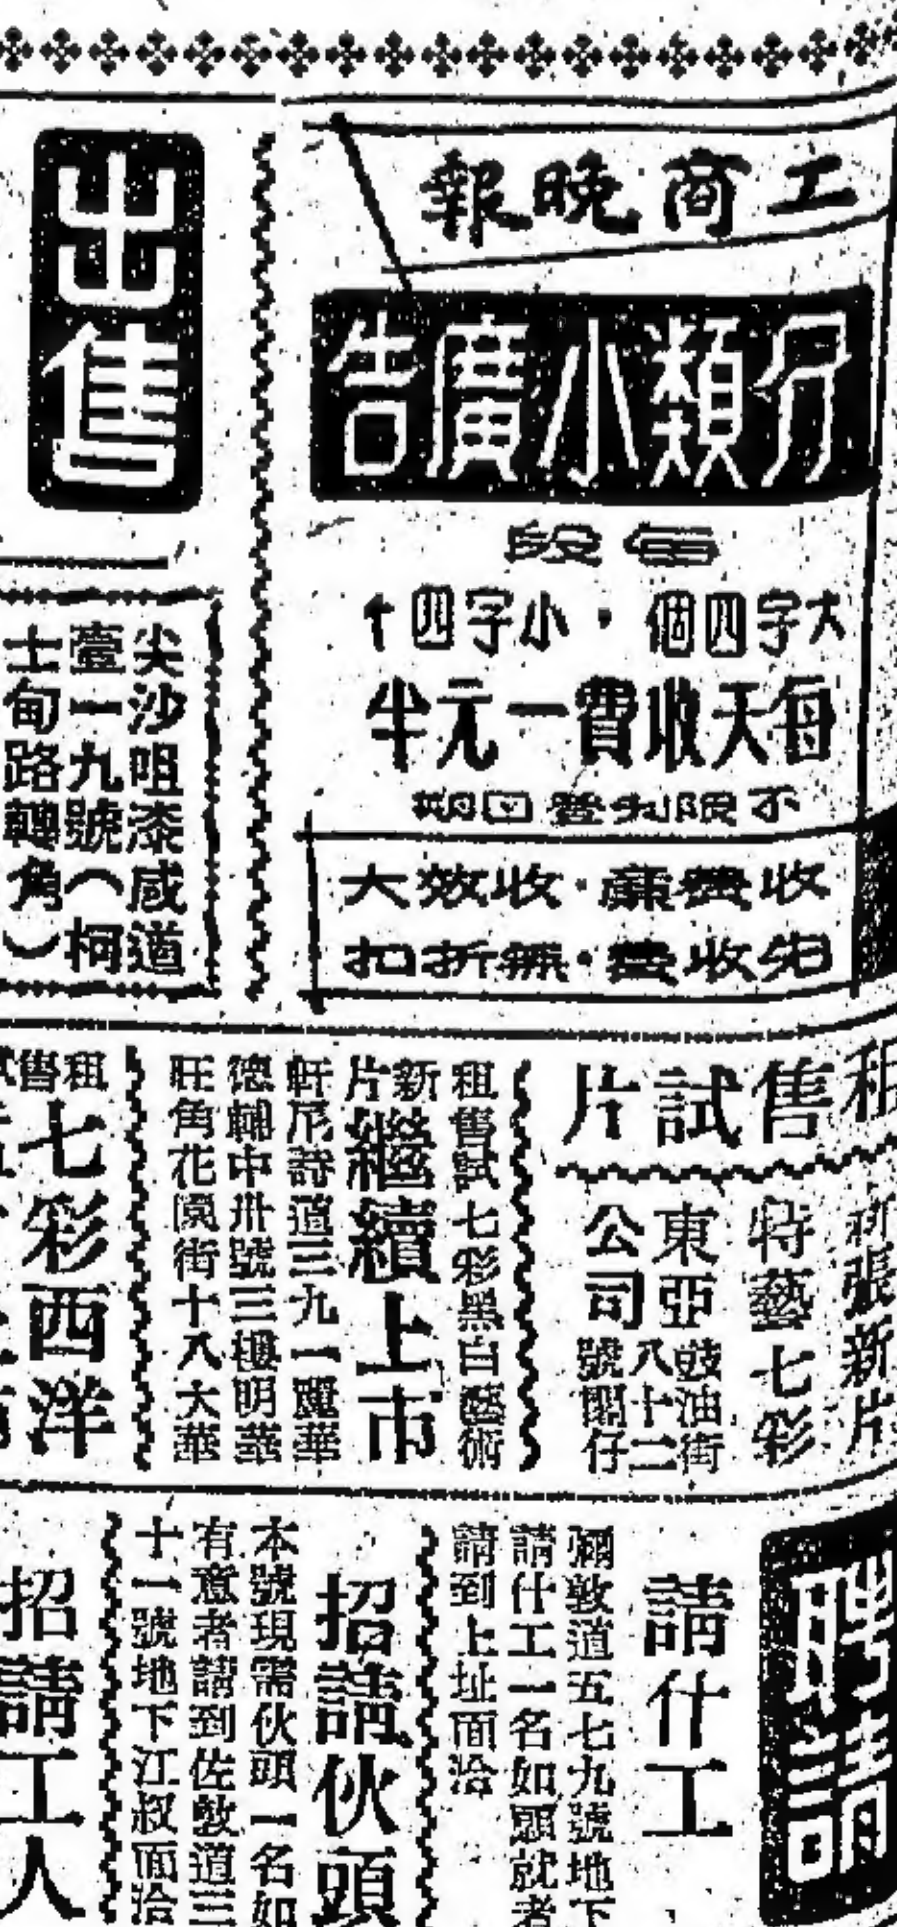 工商晚報
分類小廣告
每段
大字四個·小字四十
每天收費一元半
不限刊登日期
收費廉·收效大
先收費·無折扣
出售
尖沙咀漆咸道
壹一九號（柯
士甸路轉角）
租
售試片
新張新片
特藝七彩
東亞
公司
豉油街
八十二
號閣仔
租售試七彩黑白藝術
新
片
繼續上市
軒尼詩道三九一麗華
德輔中卅號三樓明華
旺角花園街十八大華
租
售
七彩西洋
聘請
請什工
彌敦道五七九號地下
請什工一名如願就者
請到上址面洽
招請伙頭
本號現需伙頭一名如
有意者請到佐敦道三
十一號地下江叔面洽
招請工人